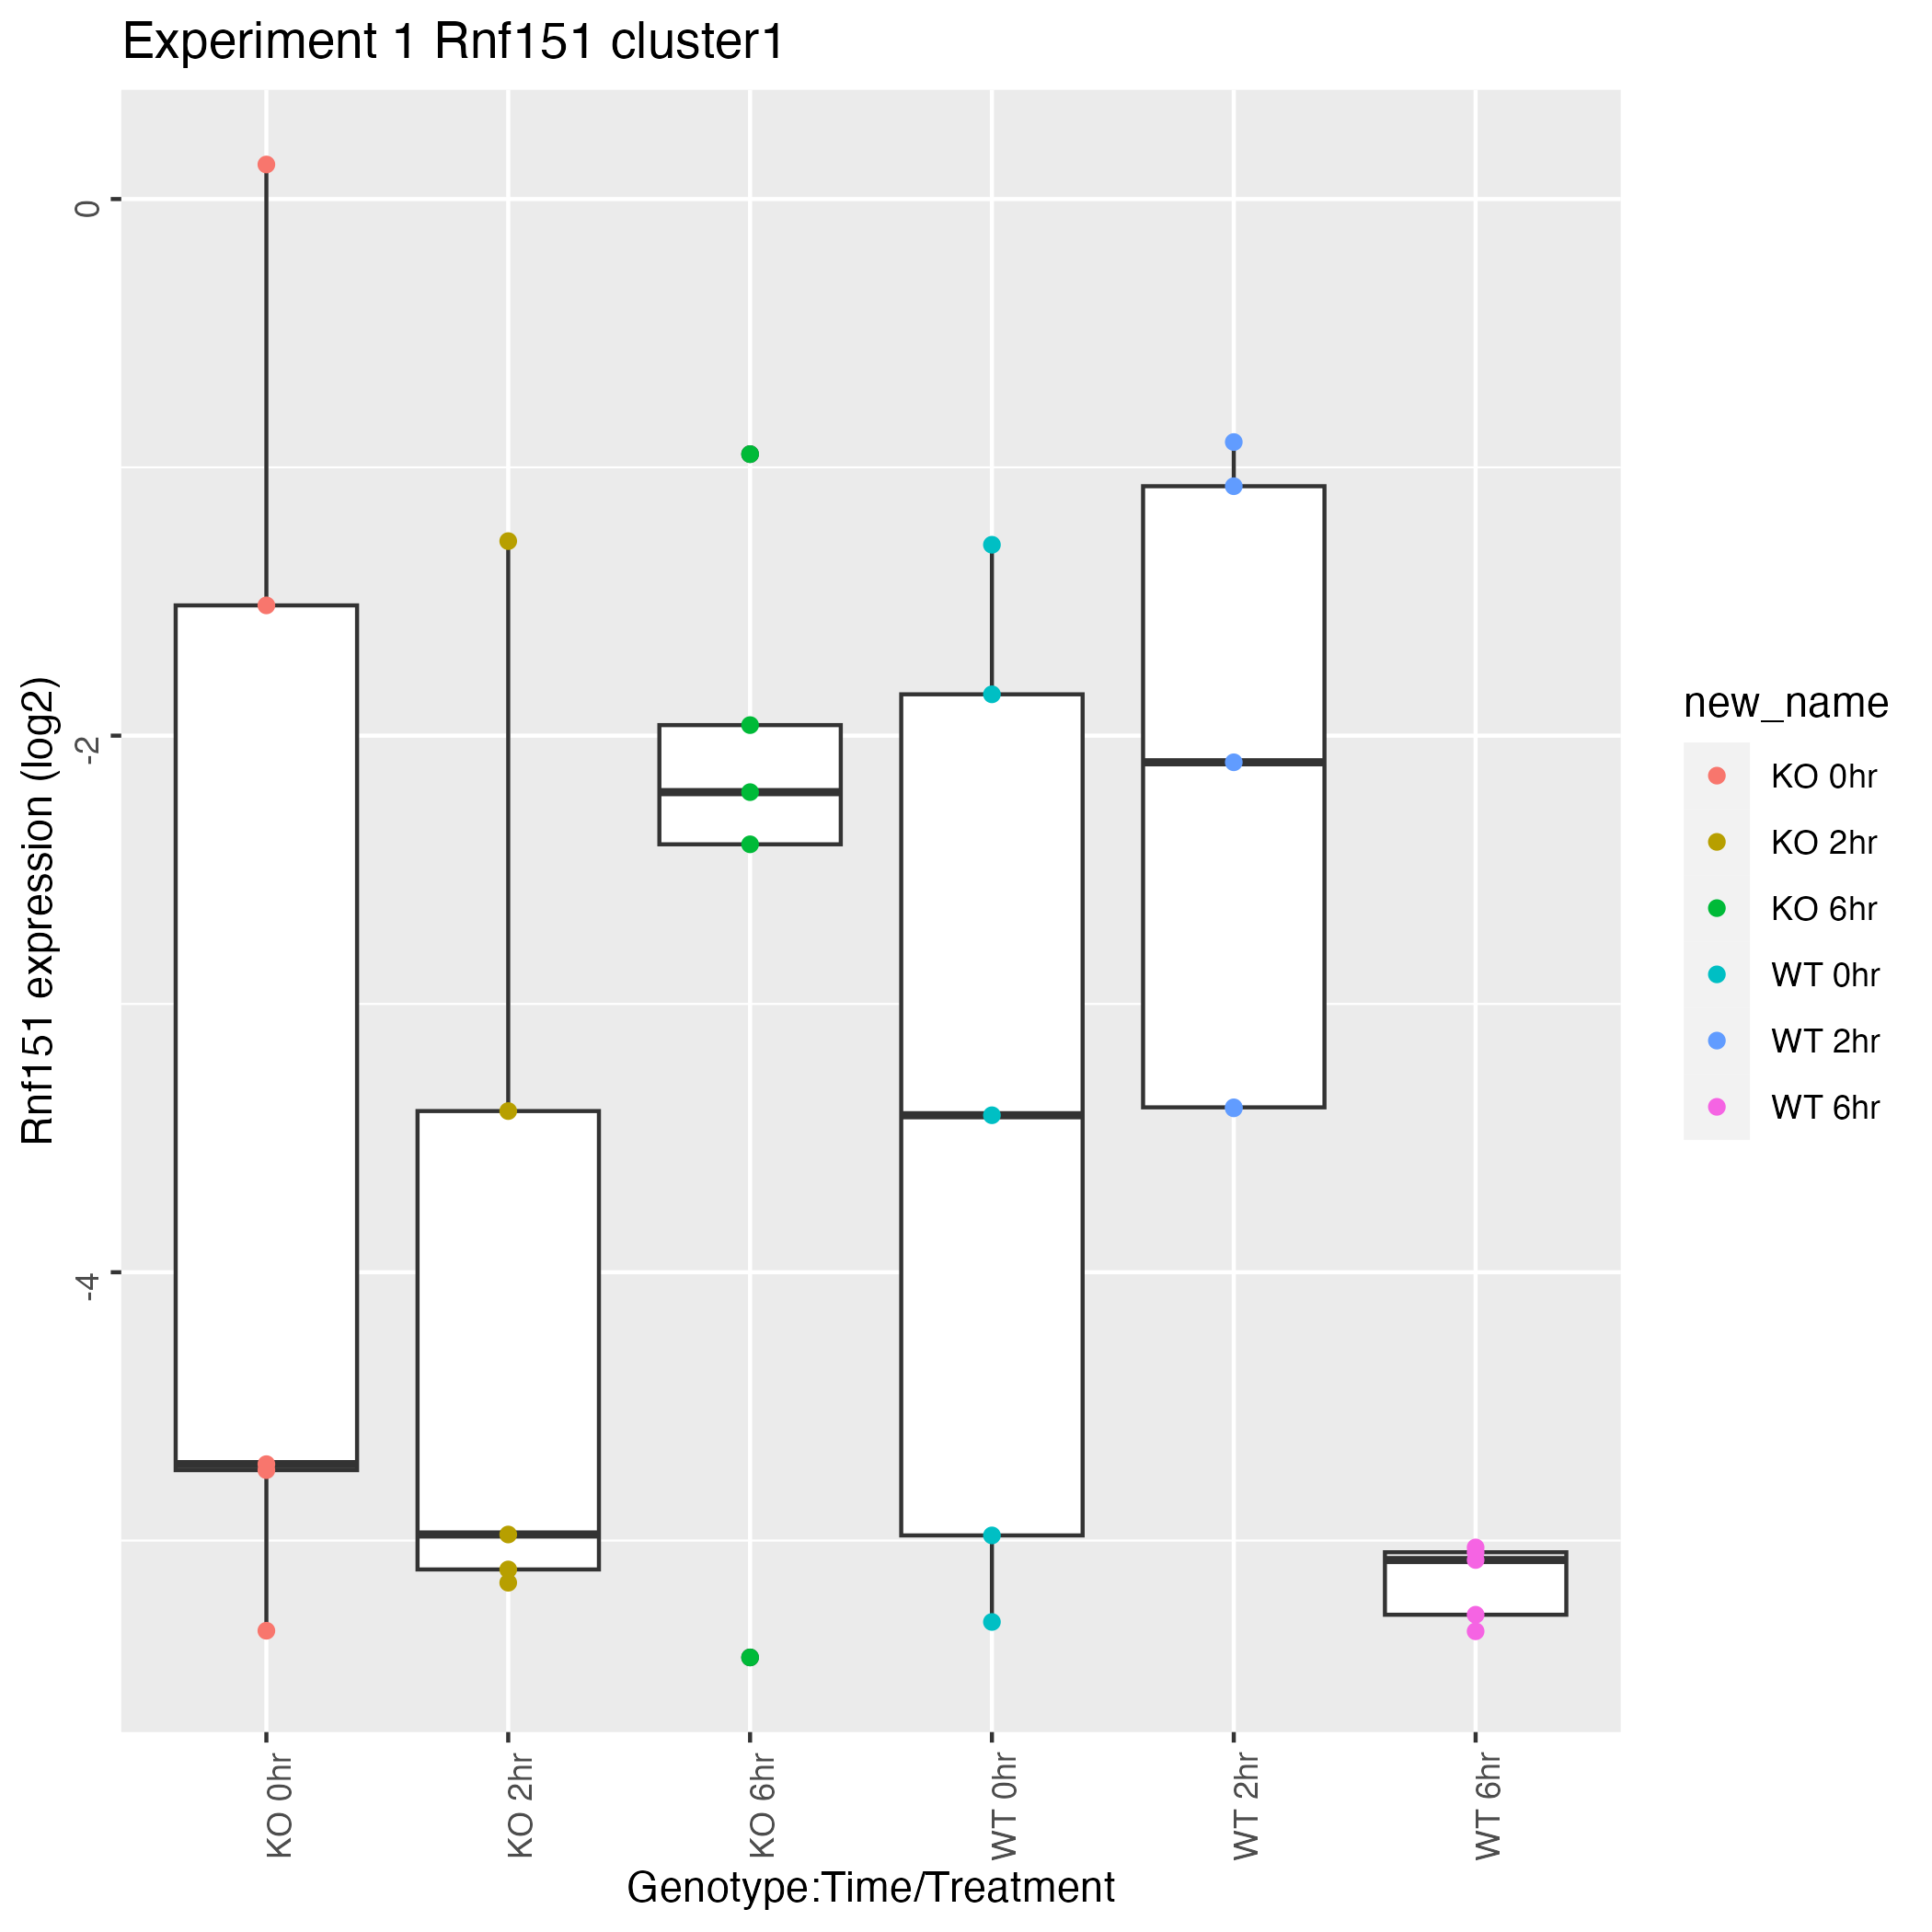 Experiment 1 Rnf151 cluster1
Rnf151 expression (log2)
0
-2
-4
KO 0hr
KO 2hr
KO 6hr
WT 0hr
WT 2hr
WT 6hr
Genotype:Time/Treatment
new_name
KO 0hr
KO 2hr
KO 6hr
WT 0hr
WT 2hr
WT 6hr